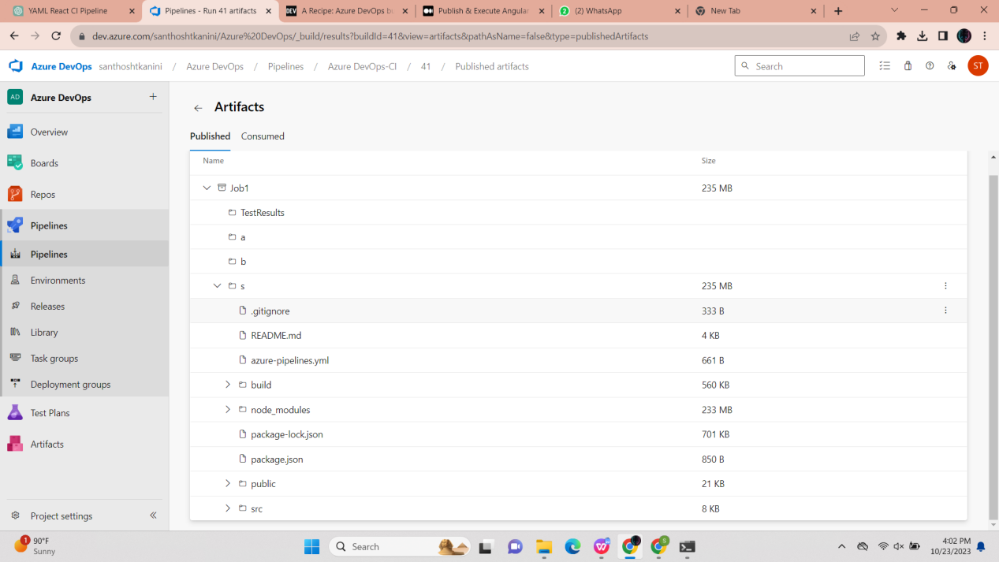 YAML React CI Pipeline
Pipelines - Run 41 artifacts
DEV A Recipe: Azure DevOps bu
Publish & Execute Angular
2 (2) WhatsApp
New Tab
dev.azure.com/santhoshtkanini/Azure%20DevOps/_build/results?buildId=41&view=artifacts&pathAsName=false&type=publishedArtifacts
Azure DevOps santhoshtkanini / Azure DevOps / Pipelines / Azure DevOps-CI / 41 / Published artifacts
Search
ST
AD Azure DevOps
Overview
Boards
Repos
Pipelines
Pipelines
Environments
Releases
Library
Task groups
Deployment groups
Test Plans
Artifacts
Project settings
Artifacts
Published Consumed
Name Size
Job1 235 MB
TestResults
a
b
s 235 MB
.gitignore 333 B
README.md 4 KB
azure-pipelines.yml 661 B
build 560 KB
node_modules 233 MB
package-lock.json 701 KB
package.json 850 B
public 21 KB
src 8 KB
1
90°F
Sunny
Search
S
4:02 PM
10/23/2023